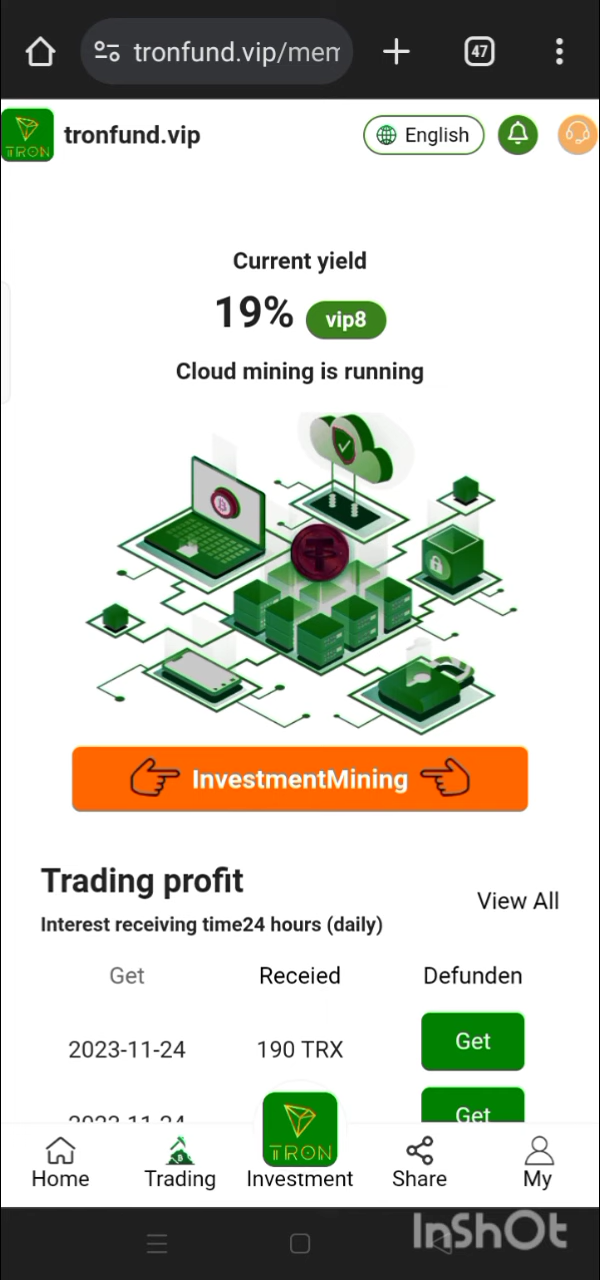 47
tronfund.vip/mem
TRON
tronfund.vip
English
Current yield
19% vip8
Cloud mining is running
InvestmentMining
Trading profit
View All
Interest receiving time24 hours (daily)
Get Receied Defunden
2023-11-24 190 TRX Get
2023-11-24 Get
TRON
Home Trading Investment Share My
InShOt